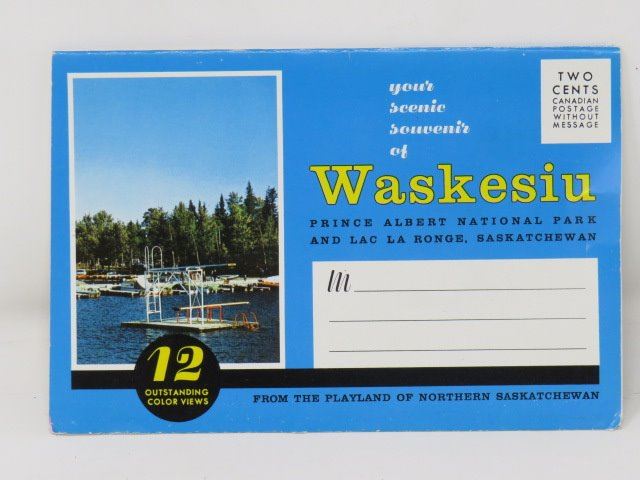 your
scenic
souvenir
of
Waskesiu
PRINCE ALBERT NATIONAL PARK
AND LAC LA RONGE, SASKATCHEWAN
TWO
CENTS
CANADIAN
POSTAGE
WITHOUT
MESSAGE
M
12
OUTSTANDING
COLOR VIEWS
FROM THE PLAYLAND OF NORTHERN SASKATCHEWAN